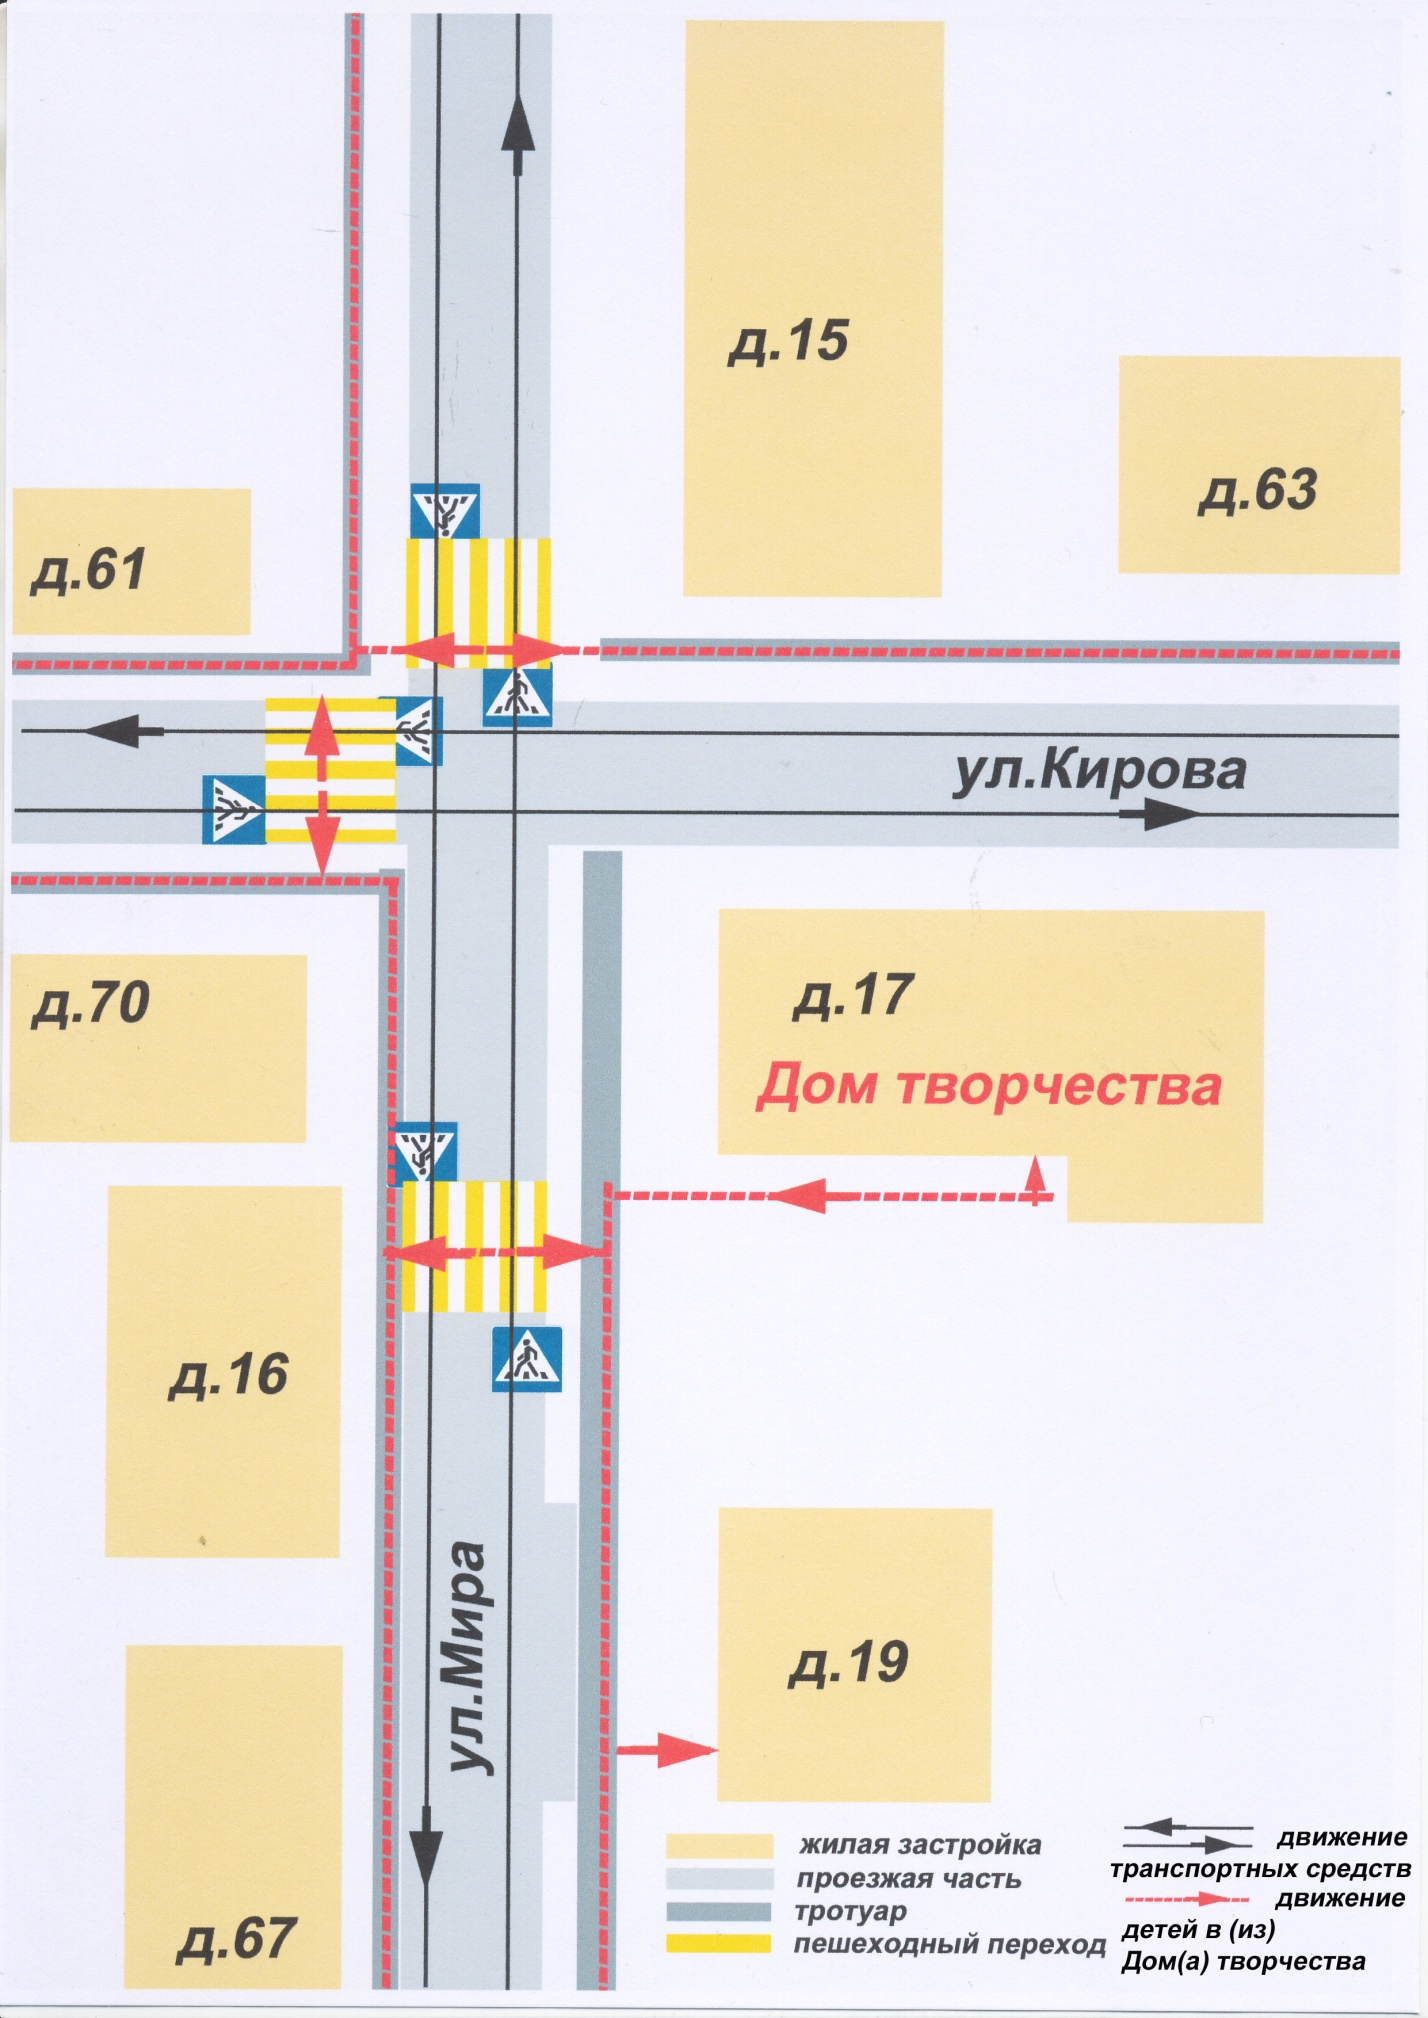 д.15
д.63
д.61
ул.Кирова
д.17
д.70
Дом творчества
д.16
ул.Мира
д.19
д.67
жилая застройка
проезжая часть
тротуар
пешеходный переход
движение
транспортных средств
движение
детей в (из)
Дом(а) творчества